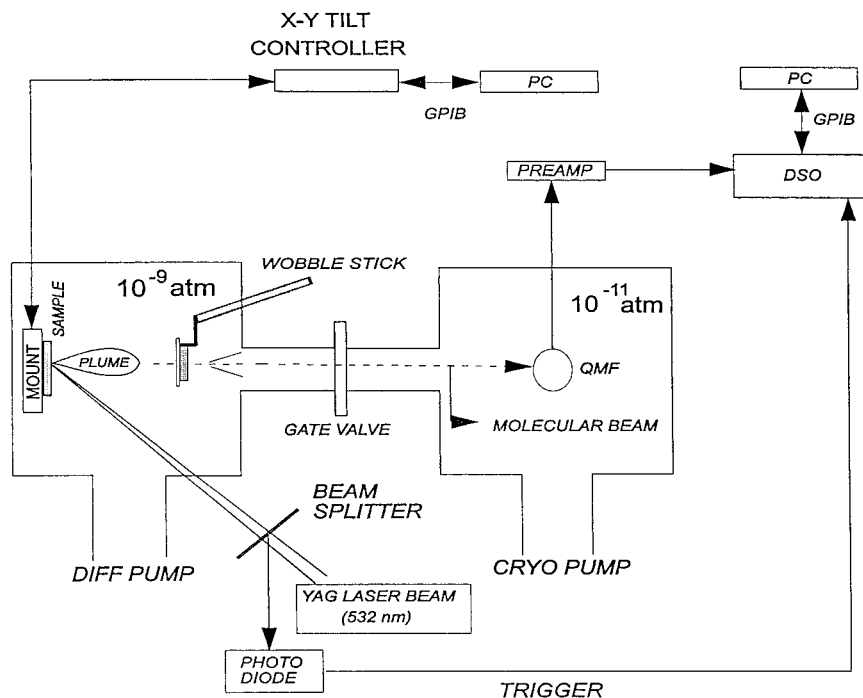 X-Y TILT
CONTROLLER
PC
GPIB
PC
GPIB
PREAMP
DSO
WOBBLE STICK
10⁻⁹ atm
10⁻¹¹ atm
SAMPLE
MOUNT
PLUME
QMF
GATE VALVE
MOLECULAR BEAM
BEAM
SPLITTER
DIFF PUMP
CRYO PUMP
YAG LASER BEAM
(532 nm)
PHOTO
DIODE
TRIGGER